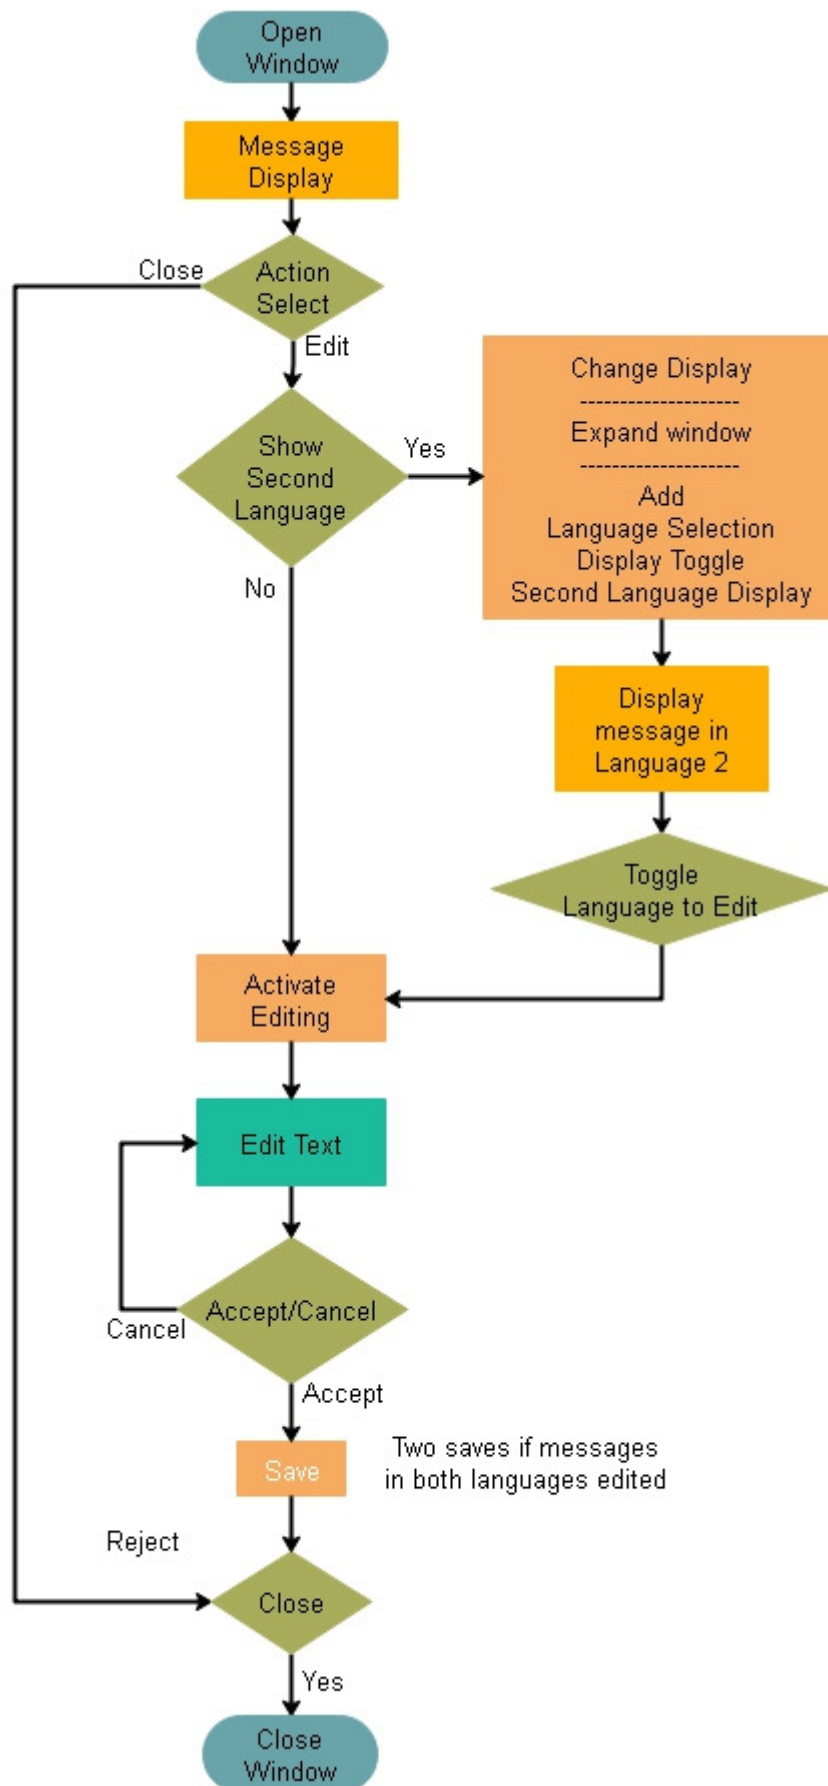 Open
Window
Message
Display
Close
Action
Select
Edit
Show
Second
Language
Yes
Change Display
--------------------
Expand window
--------------------
Add
Language Selection
Display Toggle
Second Language Display
No
Display
message in
Language 2
Toggle
Language to Edit
Activate
Editing
Edit Text
Accept/Cancel
Cancel
Accept
Save
Two saves if messages
in both languages edited
Reject
Close
Yes
Close
Window